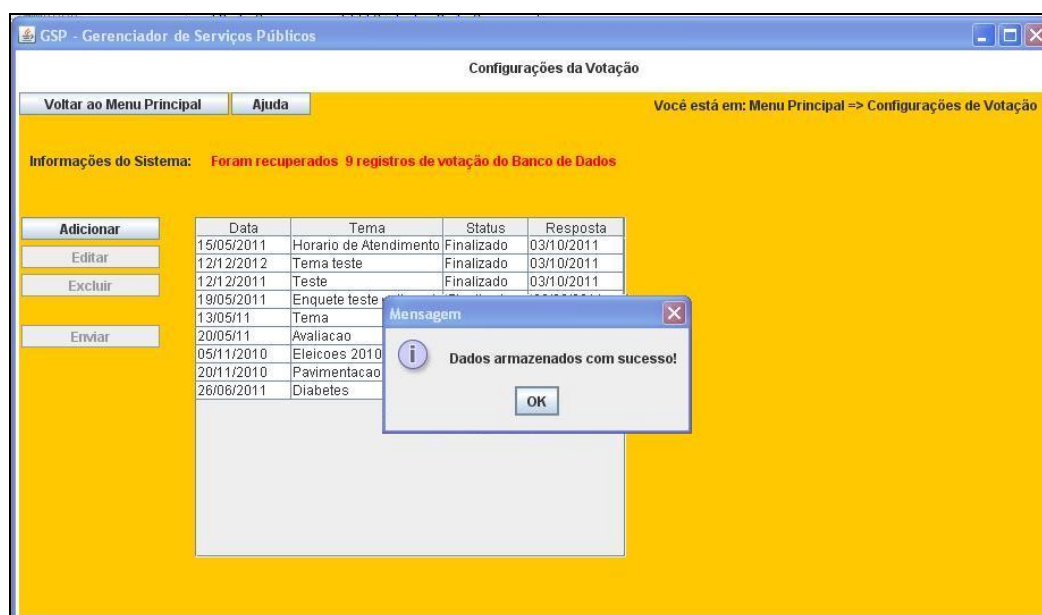 GSP - Gerenciador de Serviços Públicos
Configurações da Votação
Voltar ao Menu Principal Ajuda Você está em: Menu Principal => Configurações de Votação
Informações do Sistema: Foram recuperados 9 registros de votação do Banco de Dados
Adicionar
Editar
Excluir
Enviar
Data Tema Status Resposta
15/05/2011 Horario de Atendimento Finalizado 03/10/2011
12/12/2012 Tema teste Finalizado 03/10/2011
12/12/2011 Teste Finalizado 03/10/2011
19/05/2011 Enquete teste
13/05/11 Tema
20/05/11 Avaliacao
05/11/2010 Eleicoes 2010
20/11/2010 Pavimentacao
26/06/2011 Diabetes
Mensagem
Dados armazenados com sucesso!
OK